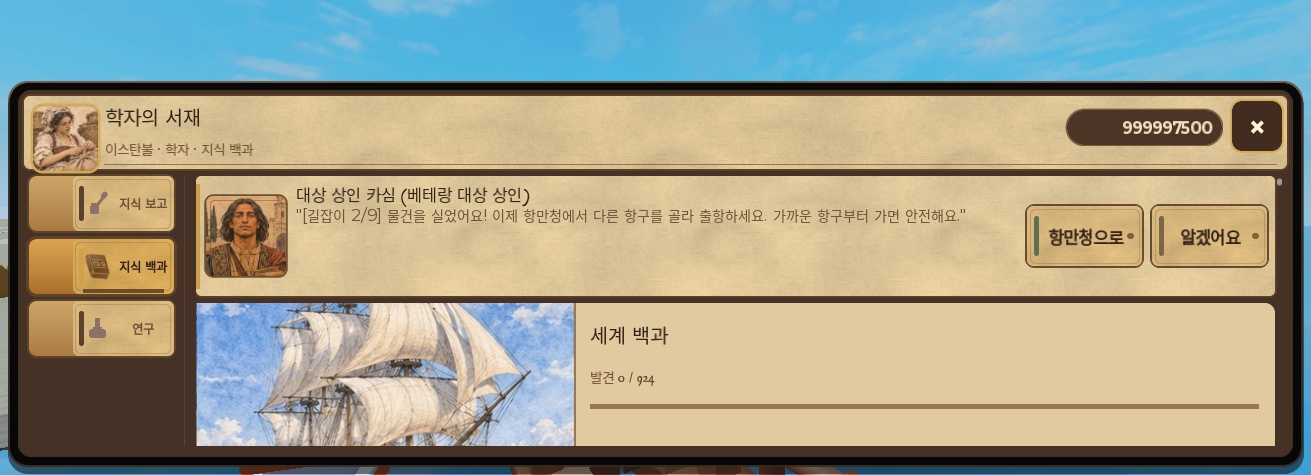 학자의 서재
이스탄불 · 학자 · 지식 백과
999997500
지식 보고
지식 백과
연구
대상 상인 카심 (베테랑 대상 상인)
"[길잡이 2/9] 물건을 실었어요! 이제 항만청에서 다른 항구를 골라 출항하세요. 가까운 항구부터 가면 안전해요."
항만청으로
알겠어요
세계 백과
발견 0 / 924